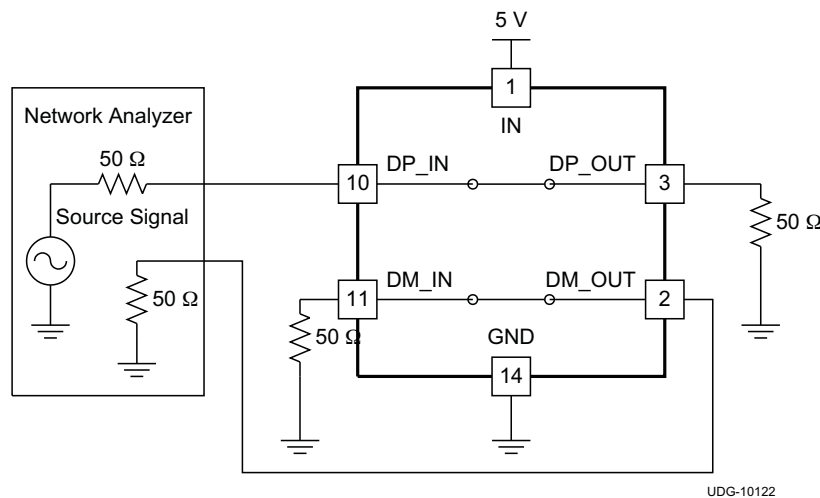 5 V
1
IN
Network Analyzer
50 Ω
Source Signal
50 Ω
10
DP_IN
DP_OUT
3
50 Ω
11
DM_IN
DM_OUT
2
50 Ω
GND
14
UDG-10122